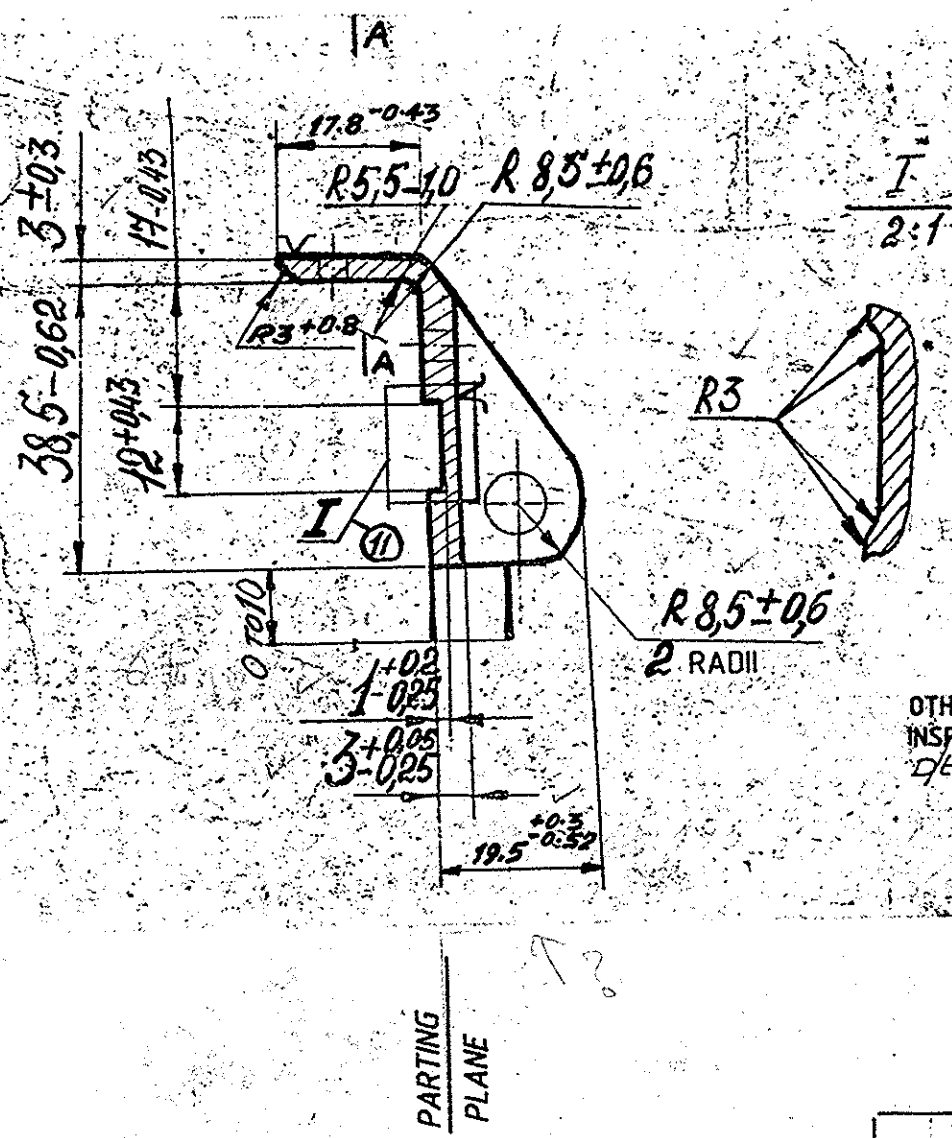 A
17.8 -0.43
3±0,3
17-0,43
R5,5-1,0
R 8,5±0,6
I
2:1
R3 +0.8
A
38,5-0,62
12+0,43
R3
I
11
0 TO 10
R 8,5±0,6
2 RADII
1 +0,2 -0,25
3 +0,05 -0,25
19.5 +0.3 -0.52
OTH
INSP
D/E
?
PARTING
PLANE